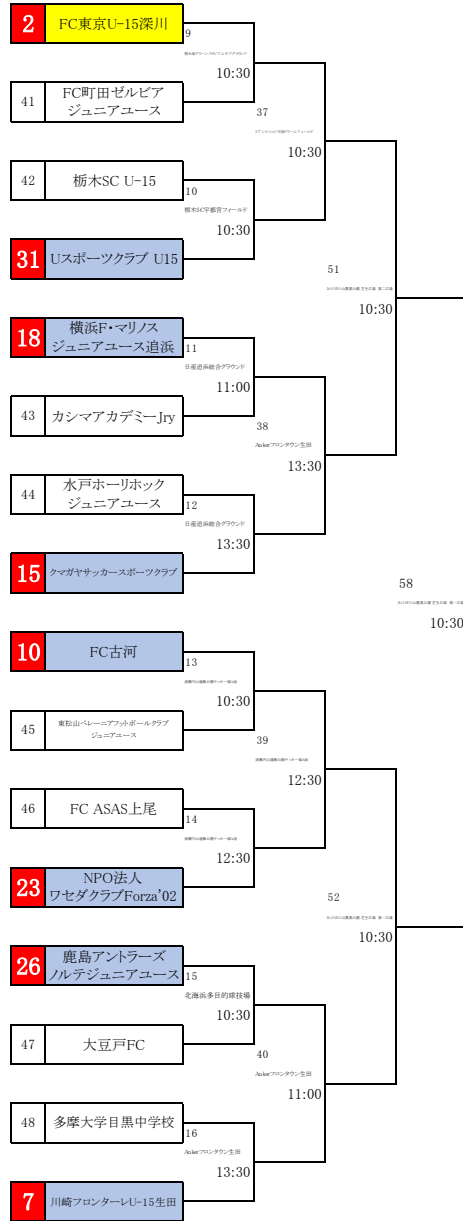 2 FC東京U-15深川
9
10:30
41 FC町田ゼルビア
ジュニアユース
37
10:30
42 栃木SC U-15
10
栃木SC宇都宮フィールド
10:30
31 Uスポーツクラブ U15
51
10:30
18 横浜F・マリノス
ジュニアユース追浜
11
日産追浜総合グラウンド
11:00
43 カシマアカデミーJry
38
Ankerフロンタウン生田
13:30
44 水戸ホーリホック
ジュニアユース
12
日産追浜総合グラウンド
13:30
15 クマガヤサッカースポーツクラブ
58
10:30
10 FC古河
13
10:30
45 東松山ペレーニアフットボールクラブ
ジュニアユース
39
12:30
46 FC ASAS上尾
14
12:30
23 NPO法人
ワセダクラブForza'02
52
10:30
26 鹿島アントラーズ
ノルテジュニアユース
15
北海浜多目的球技場
10:30
47 大豆戸FC
40
Ankerフロンタウン生田
11:00
48 多摩大学目黒中学校
16
Ankerフロンタウン生田
13:30
7 川崎フロンターレU-15生田